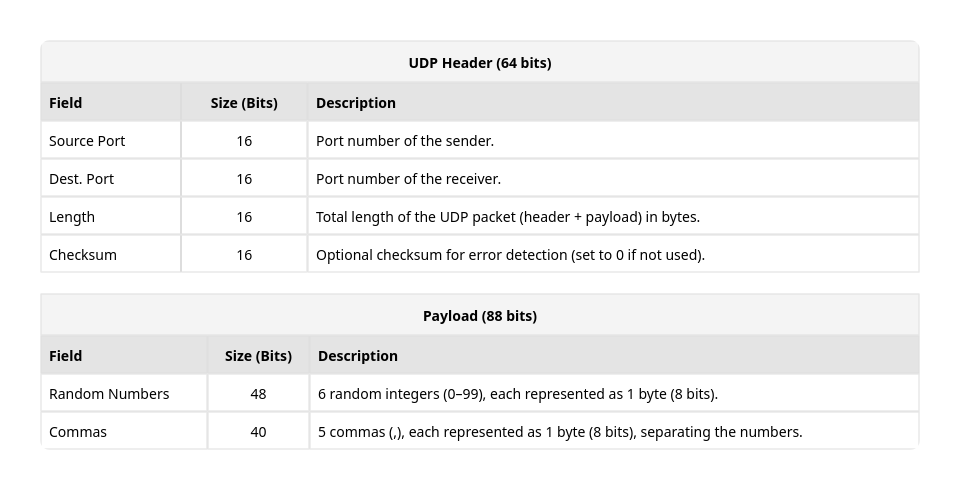 UDP Header (64 bits)
Field Size (Bits) Description
Source Port 16 Port number of the sender.
Dest. Port 16 Port number of the receiver.
Length 16 Total length of the UDP packet (header + payload) in bytes.
Checksum 16 Optional checksum for error detection (set to 0 if not used).
Payload (88 bits)
Field Size (Bits) Description
Random Numbers 48 6 random integers (0–99), each represented as 1 byte (8 bits).
Commas 40 5 commas (,), each represented as 1 byte (8 bits), separating the numbers.